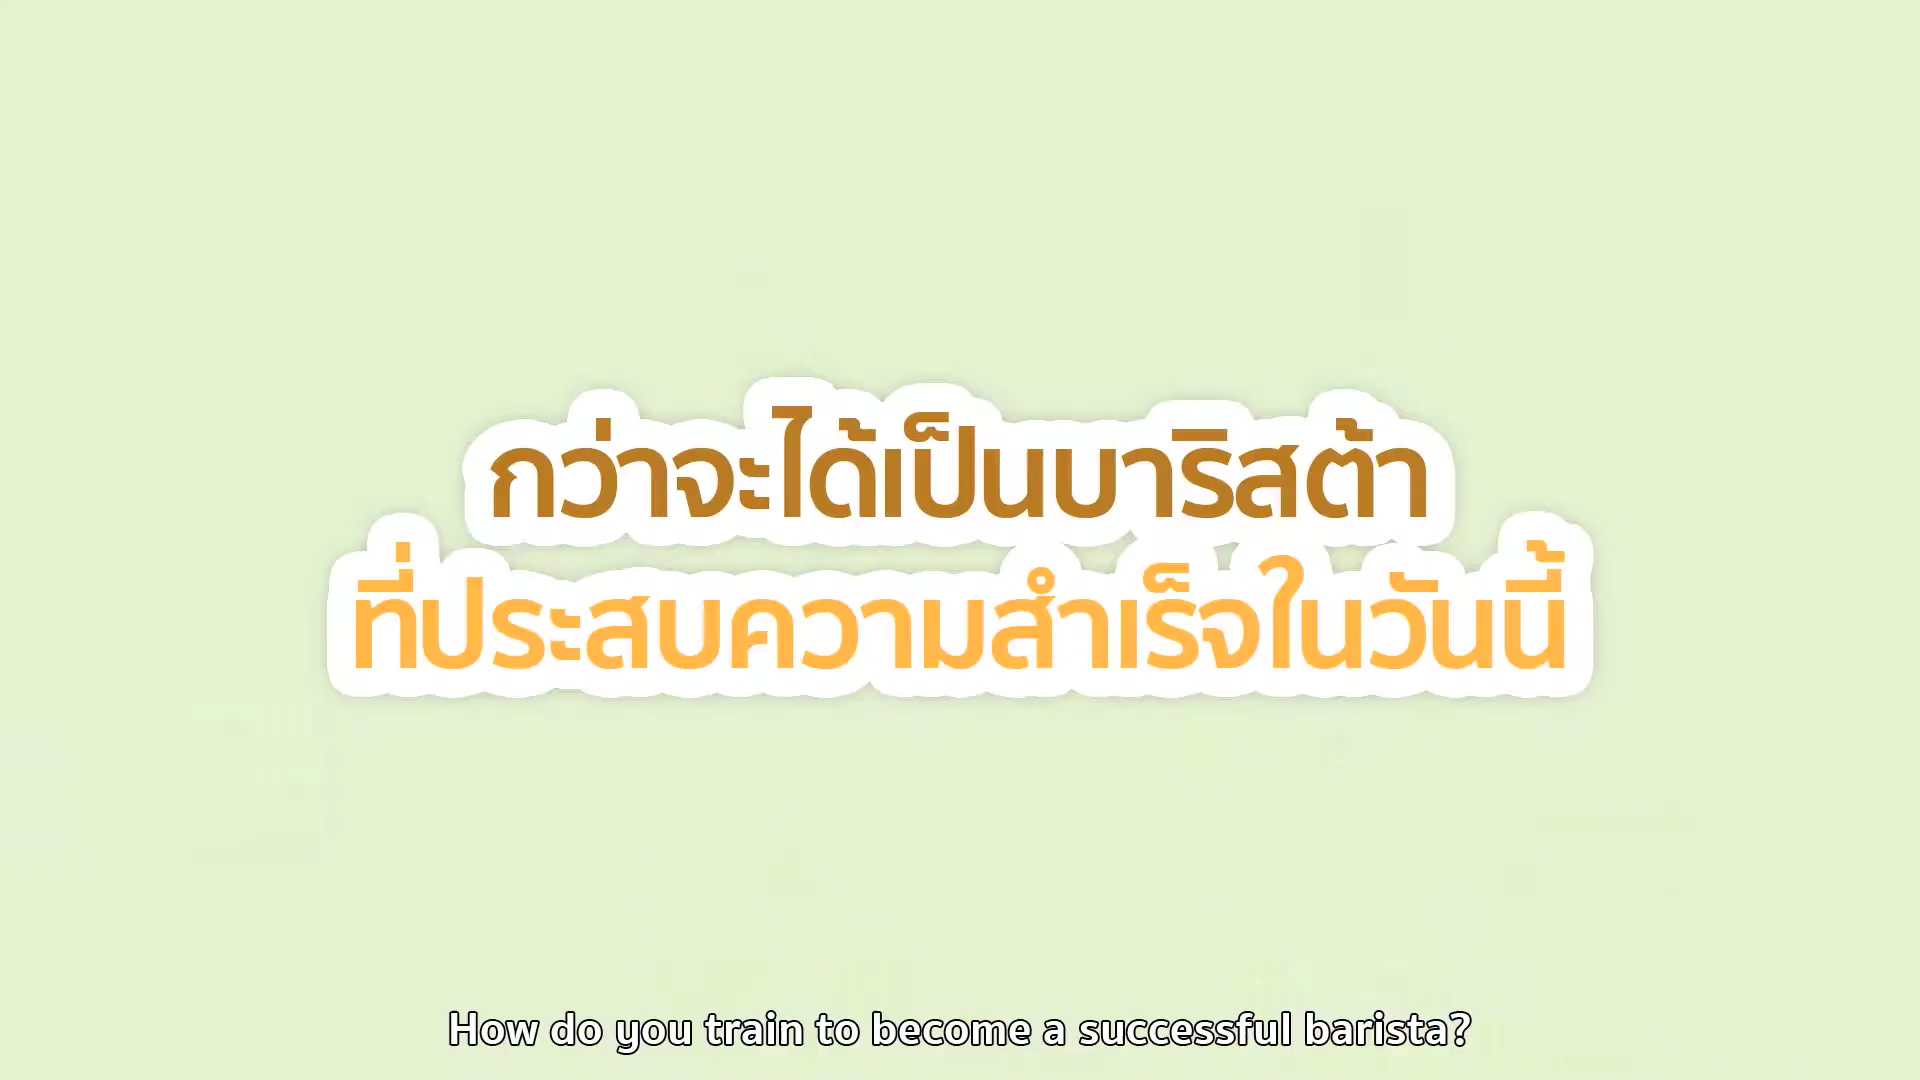 กว่าจะได้เป็นบาริสต้า
ที่ประสบความสำเร็จในวันนี้
How do you train to become a successful barista?